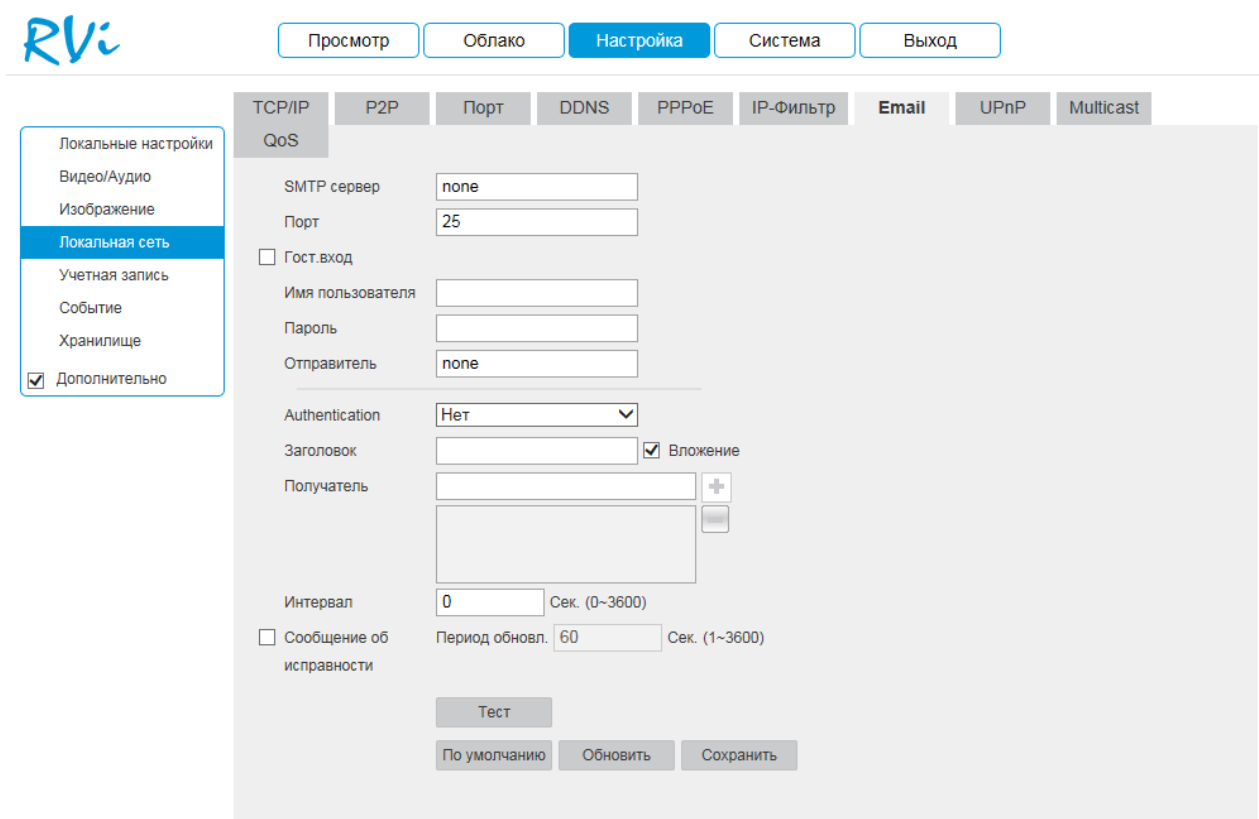 RVi
Просмотр Облако Настройка Система Выход
TCP/IP P2P Порт DDNS PPPoE IP-Фильтр Email UPnP Multicast
QoS
Локальные настройки
Видео/Аудио
Изображение
Локальная сеть
Учетная запись
Событие
Хранилище
Дополнительно
SMTP сервер none
Порт 25
Гост.вход
Имя пользователя
Пароль
Отправитель none
Authentication Нет
Заголовок Вложение
Получатель
Интервал 0 Сек. (0~3600)
Сообщение об Период обновл. 60 Сек. (1~3600)
исправности
Тест
По умолчанию Обновить Сохранить